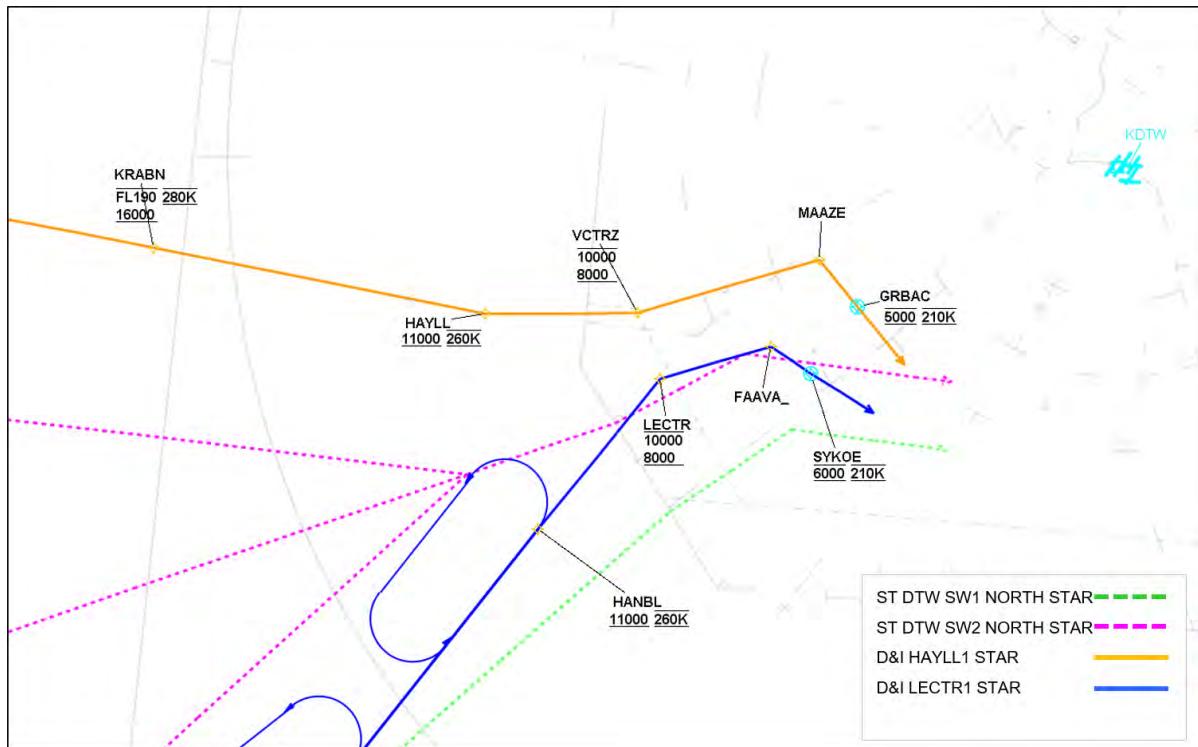 KDTW
KRABN
FL190 280K
16000
MAAZE
VCTRZ
10000
8000
GRBAC
5000 210K
HAYLL
11000 260K
FAAVA_
LECTR
10000
8000
SYKOE
6000 210K
HANBL
11000 260K
ST DTW SW1 NORTH STAR
ST DTW SW2 NORTH STAR
D&I HAYLL1 STAR
D&I LECTR1 STAR